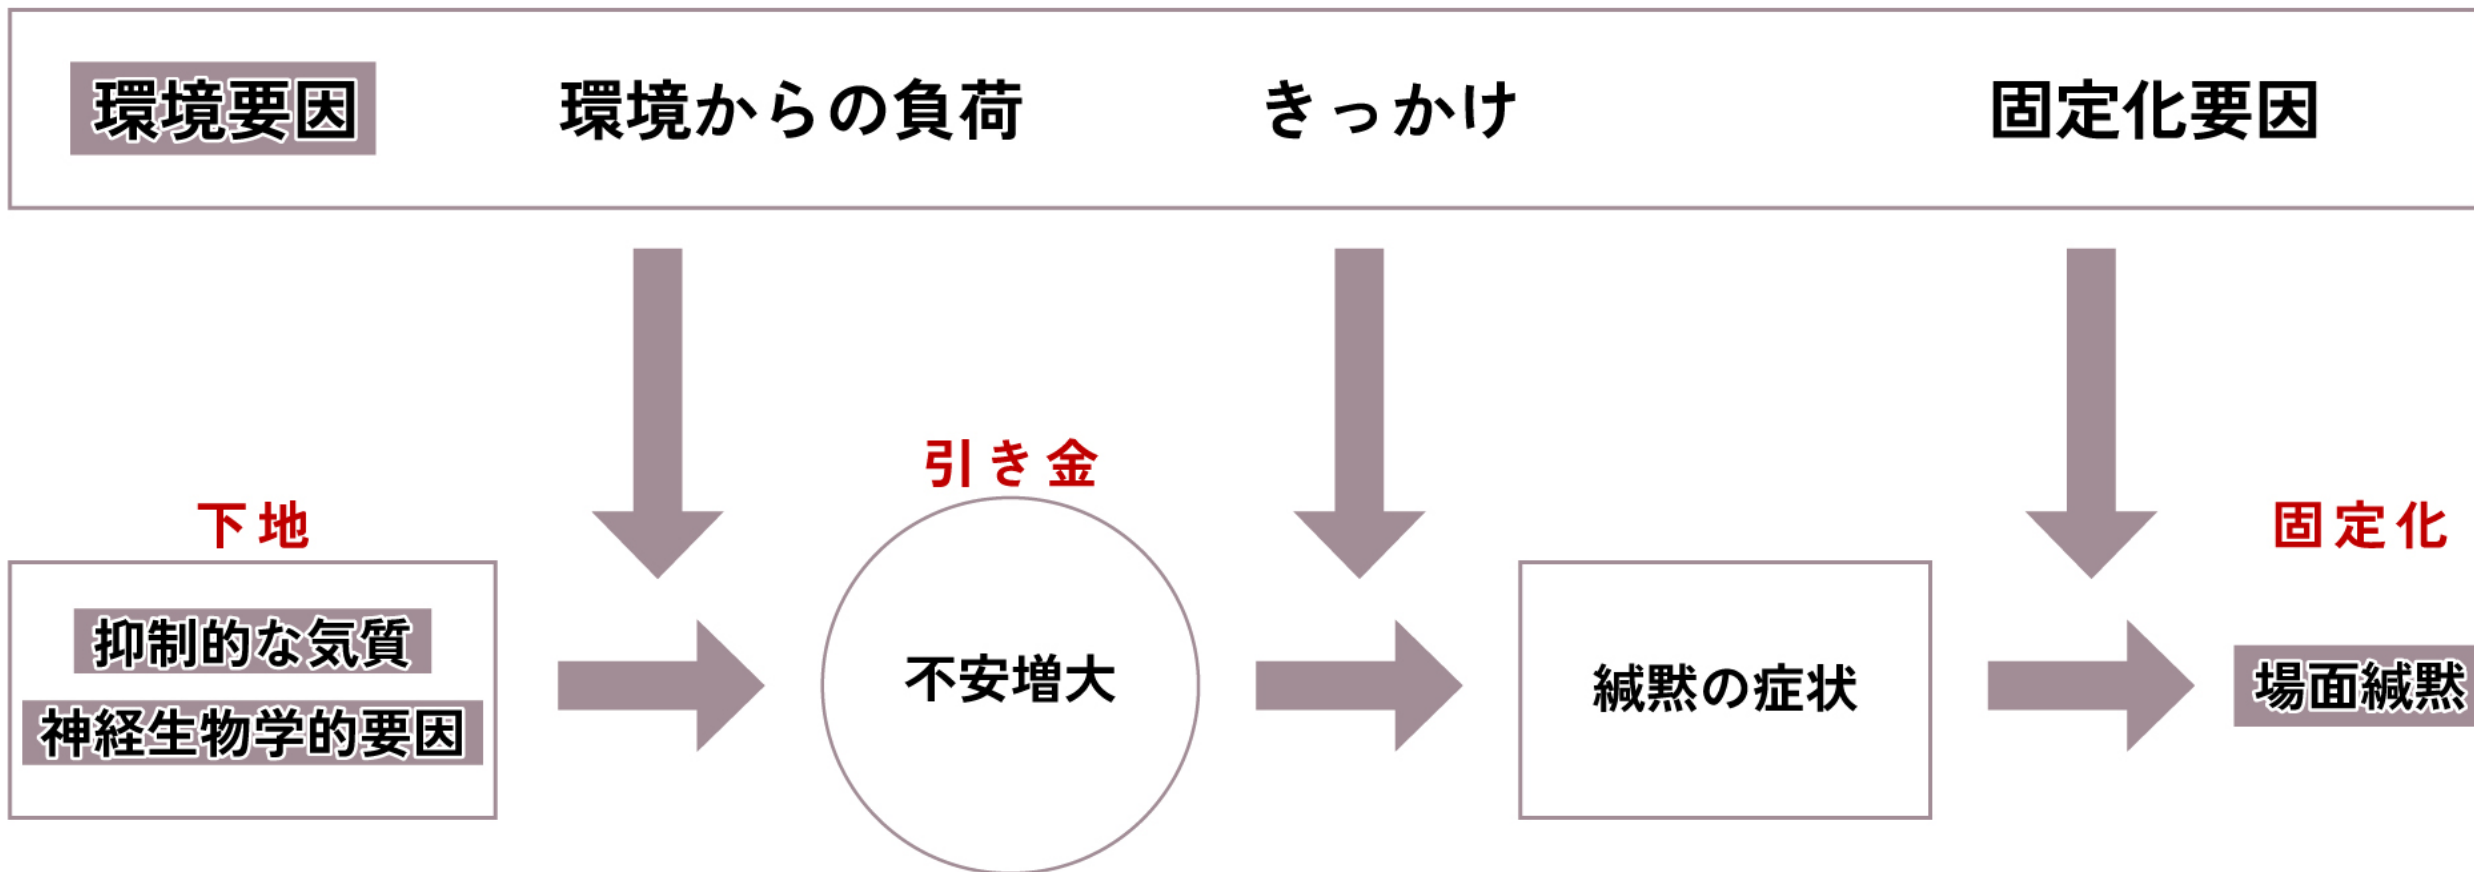 環境要因
環境からの負荷
きっかけ
固定化要因
下地
抑制的な気質
神経生物学的要因
引き金
不安増大
緘黙の症状
固定化
場面緘黙